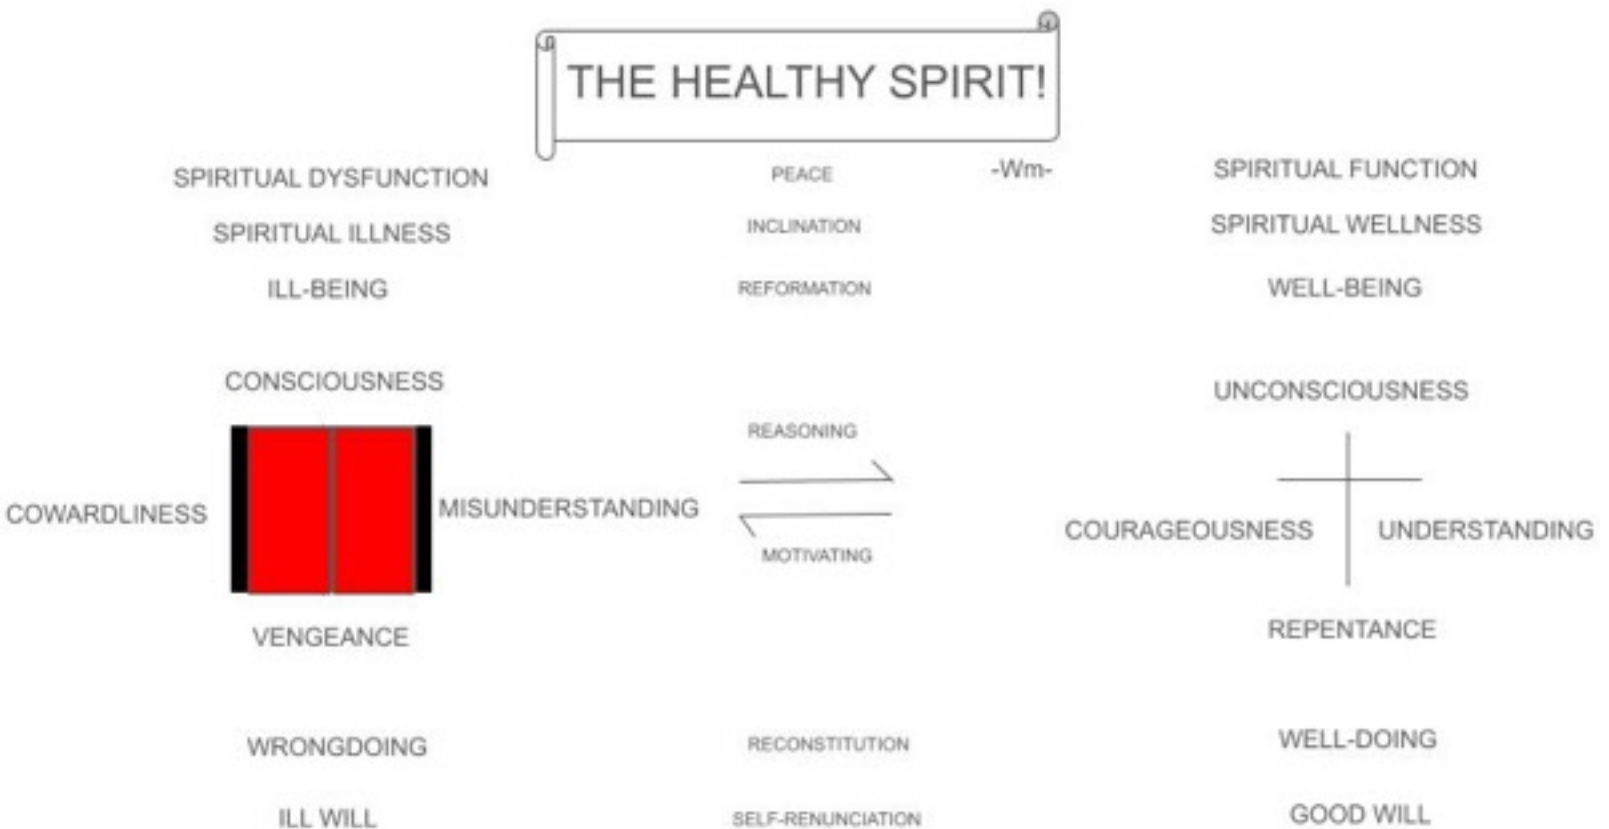 THE HEALTHY SPIRIT!
SPIRITUAL DYSFUNCTION PEACE -Wm- SPIRITUAL FUNCTION
SPIRITUAL ILLNESS INCLINATION SPIRITUAL WELLNESS
ILL-BEING REFORMATION WELL-BEING
CONSCIOUSNESS UNCONSCIOUSNESS
REASONING
COWARDLINESS MISUNDERSTANDING COURAGEOUSNESS UNDERSTANDING
MOTIVATING
VENGEANCE REPENTANCE
WRONGDOING RECONSTITUTION WELL-DOING
ILL WILL SELF-RENUNCIATION GOOD WILL